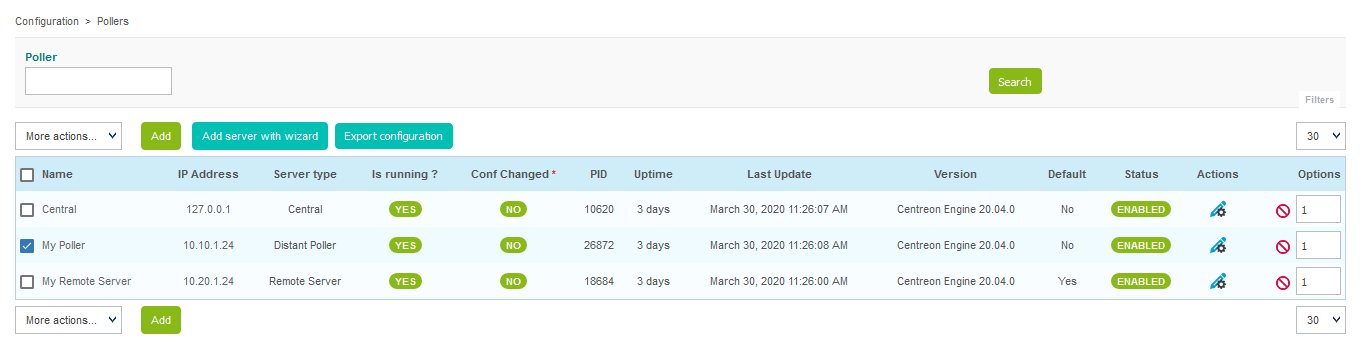 Configuration > Pollers
Poller
Search
Filters
More actions... Add Add server with wizard Export configuration 30
Name IP Address Server type Is running ? Conf Changed * PID Uptime Last Update Version Default Status Actions Options
Central 127.0.0.1 Central YES NO 10620 3 days March 30, 2020 11:26:07 AM Centreon Engine 20.04.0 No ENABLED 1
My Poller 10.10.1.24 Distant Poller YES NO 26872 3 days March 30, 2020 11:26:08 AM Centreon Engine 20.04.0 No ENABLED 1
My Remote Server 10.20.1.24 Remote Server YES NO 18684 3 days March 30, 2020 11:26:00 AM Centreon Engine 20.04.0 Yes ENABLED 1
More actions... Add 30